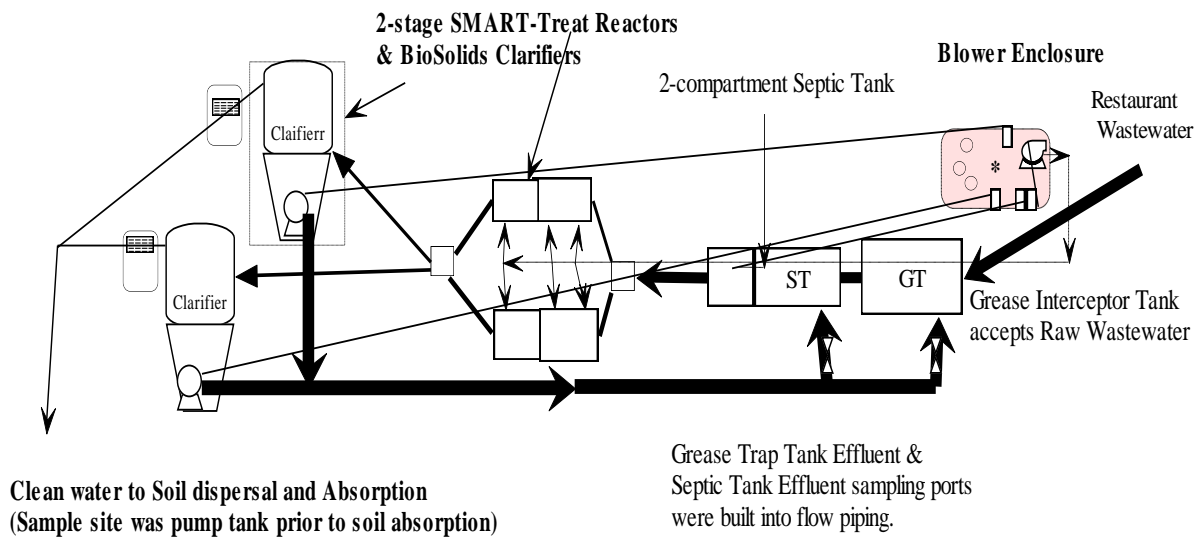 2-stage SMART-Treat Reactors
& BioSolids Clarifiers
Blower Enclosure
2-compartment Septic Tank
Restaurant
Wastewater
Claifierr
*
ST
GT
Clarifier
Grease Interceptor Tank
accepts Raw Wastewater
Grease Trap Tank Effluent &
Septic Tank Effluent sampling ports
were built into flow piping.
Clean water to Soil dispersal and Absorption
(Sample site was pump tank prior to soil absorption)